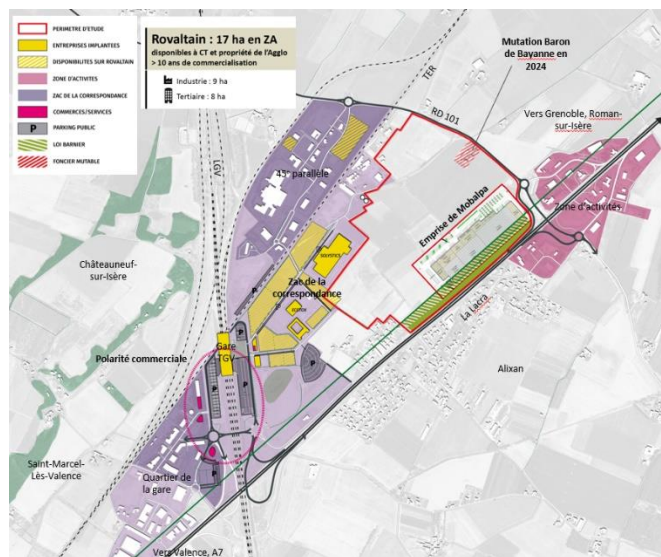 PERIMETRE D'ETUDE
ENTREPRISES IMPLANTEES
DISPONIBILITES SUR ROVALTAIN
ZONE D'ACTIVITES
ZAC DE LA CORRESPONDANCE
COMMERCES/SERVICES
P
PARKING PUBLIC
LOI BARNIER
FONCIER MUTABLE
Rovaltain : 17 ha en ZA
disponibles à CT et propriété de l'Agglo
> 10 ans de commercialisation
Industrie : 9 ha
Tertiaire : 8 ha
Mutation Baron
de Bayanne en
2024
TER
RD 101
Vers Grenoble, Roman-
sur-Isère
LGV
45e parallèle
Zone d'activités
Emprise de Mobalpa
Châteauneuf-
sur-Isère
P
Zac de la
correspondance
La Lacra
P
Gare
TGV
Polarité commerciale
P
P
P
Alixan
Saint-Marcel-
Lès-Valence
Quartier de
la gare
P
Vers Valence, A7